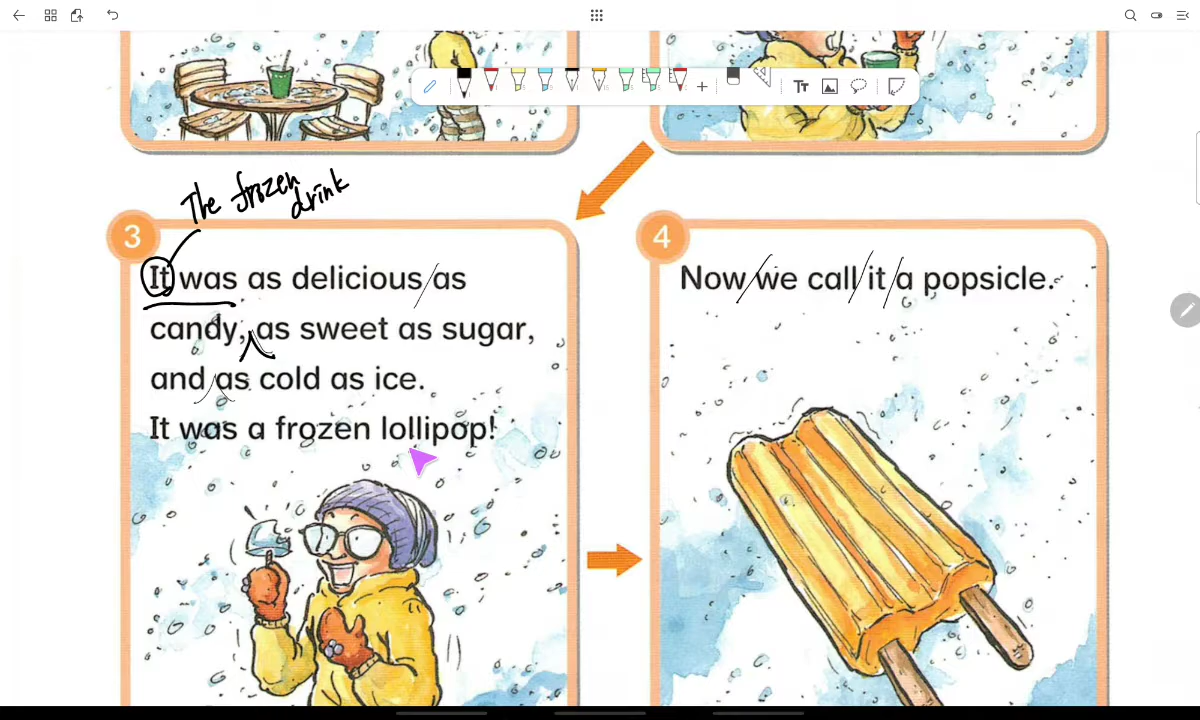 The frozen
drink
3
It was as delicious as
candy, as sweet as sugar,
and as cold as ice.
It was a frozen lollipop!
4
Now we call it a popsicle.